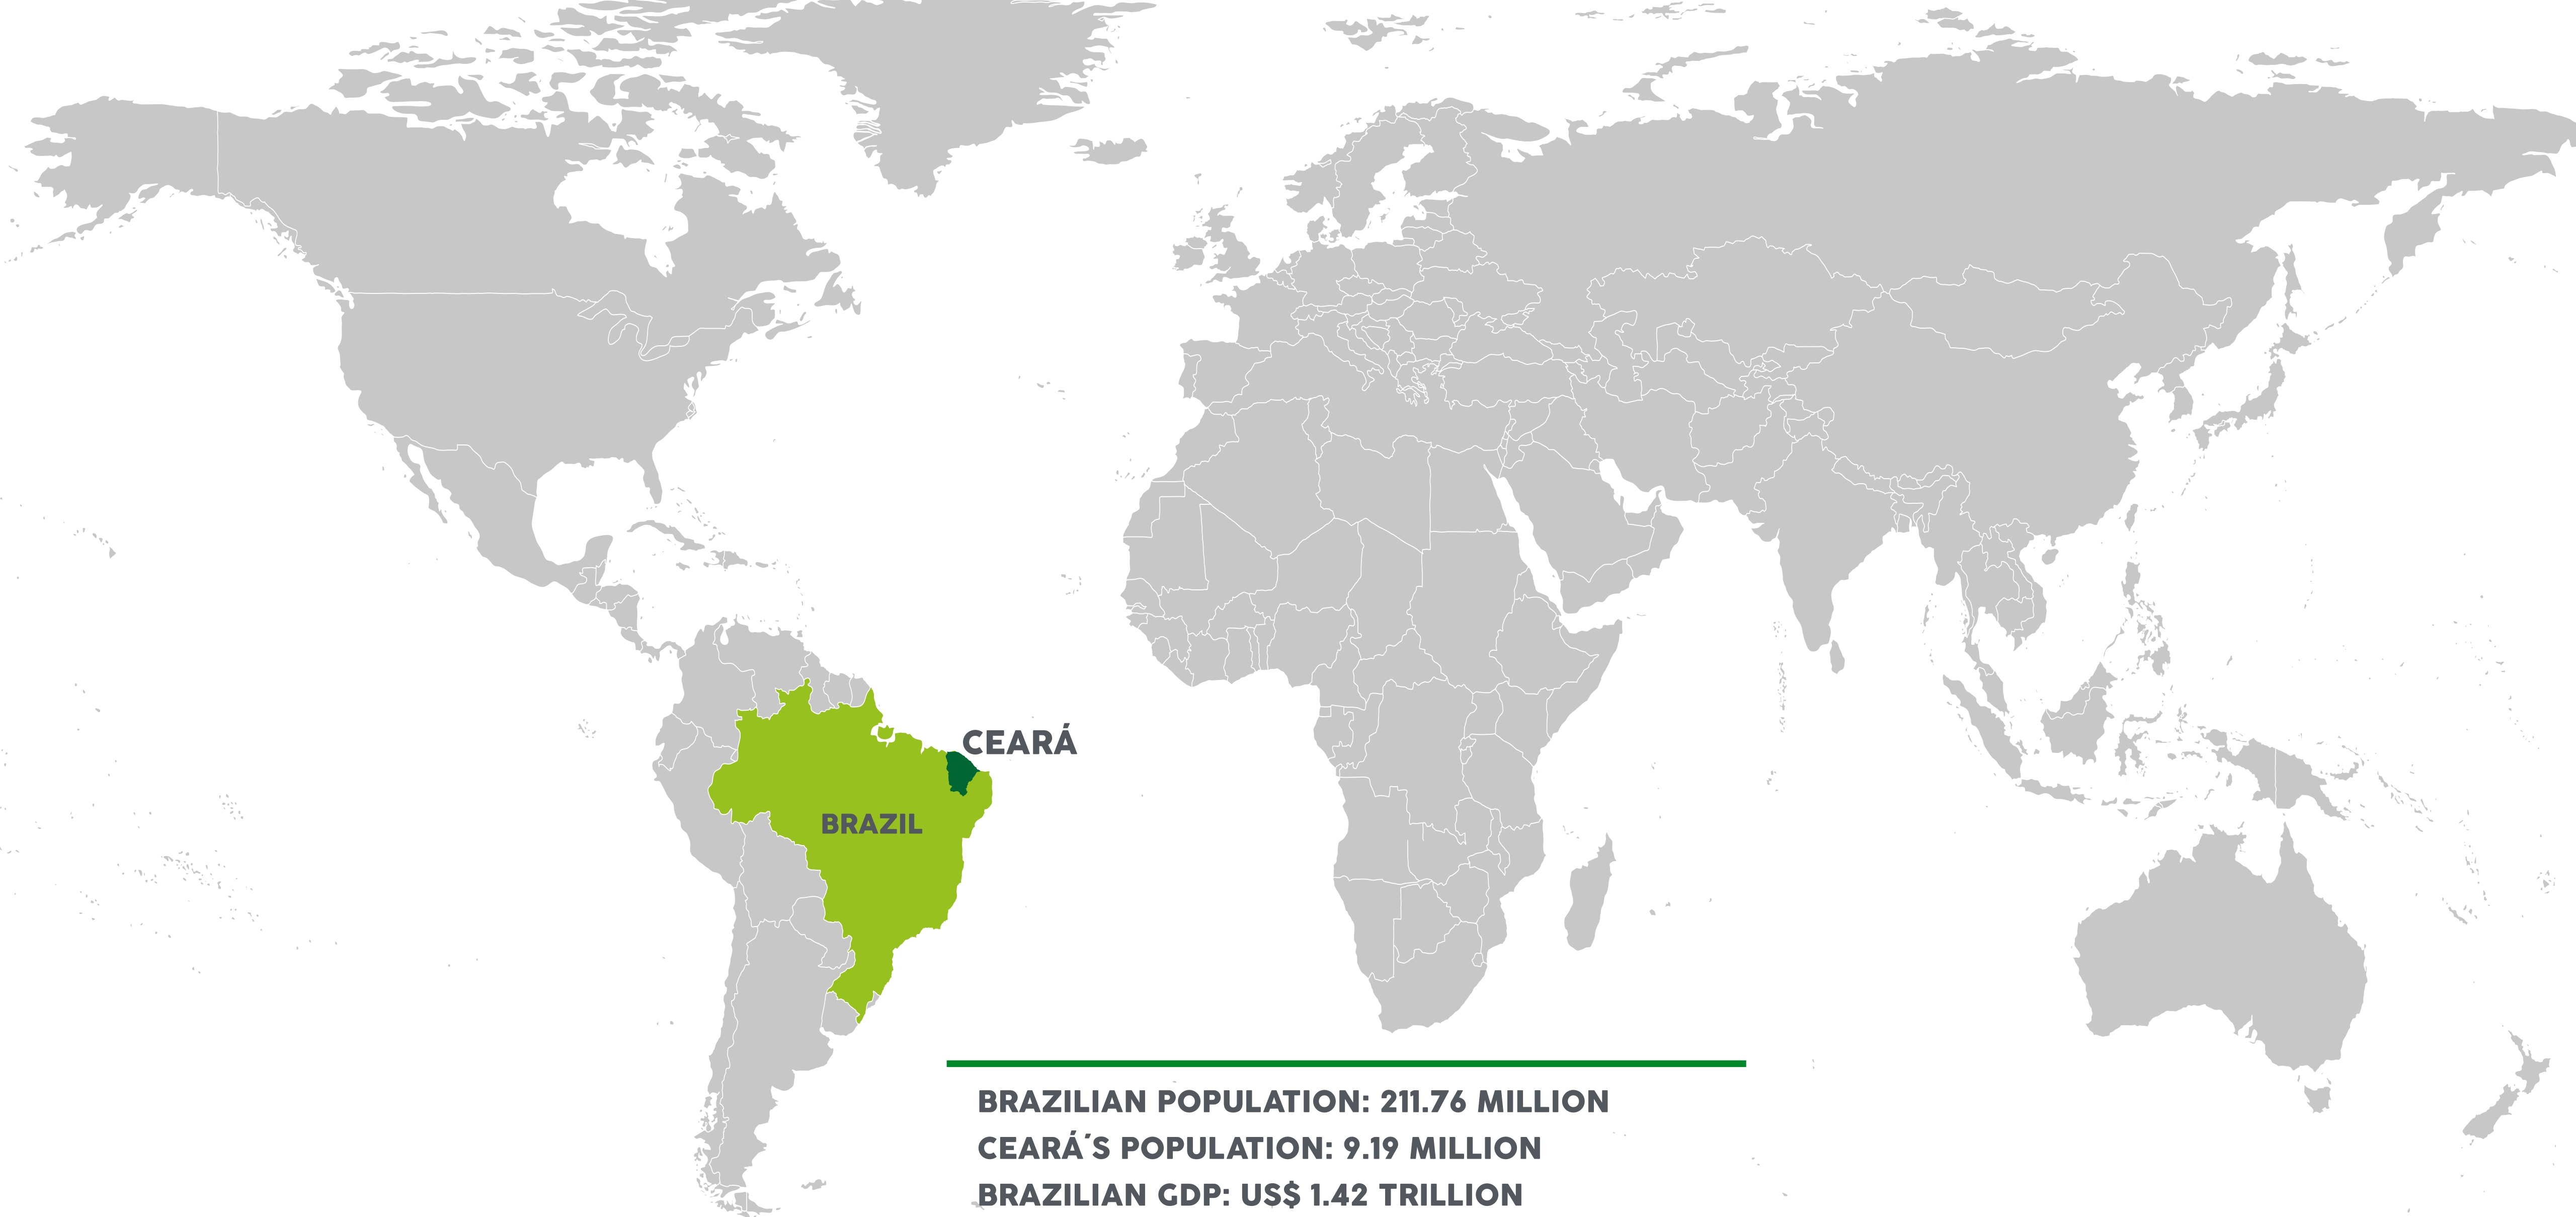 CEARÁ
BRAZIL
BRAZILIAN POPULATION: 211.76 MILLION
CEARÁ´S POPULATION: 9.19 MILLION
BRAZILIAN GDP: US$ 1.42 TRILLION